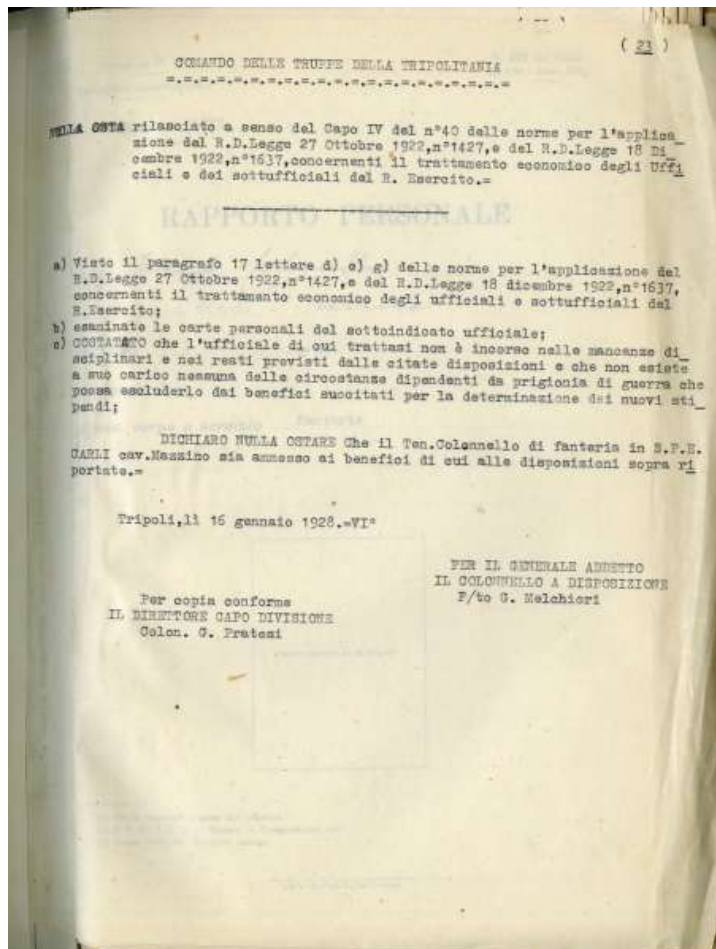 ( 23 )
COMANDO DELLE TRUPPE DELLA TRIPOLITANIA
=.=.=.=.=.=.=.=.=.=.=.=.=.=.=.=.=.=.=.=.=
NULLA OSTA rilasciato a senso del Capo IV del n°40 delle norme per l'applica_
zione del R.D.Legge 27 Ottobre 1922,n°1427,e del R.D.Legge 18 Di_
cembre 1922,n°1637,concernenti il trattamento economico degli Uffi
ciali e dei sottufficiali del R. Esercito.=
RAPPORTO PERSONALE
a) Visto il paragrafo 17 lettere d) e) g) delle norme per l'applicazione del
R.D.Legge 27 Ottobre 1922,n°1427,e del R.D.Legge 18 dicembre 1922,n°1637,
concernenti il trattamento economico degli ufficiali e sottufficiali del
R.Esercito;
b) esaminate le carte personali del sottoindicato ufficiale;
c) COSTATATO che l'ufficiale di cui trattasi non è incorso nelle mancanze di_
sciplinari e nei reati previsti dalle citate disposizioni e che non esiste
a suo carico nessuna delle circostanze dipendenti da prigionia di guerra che
possa escluderlo dai benefici succitati per la determinazione dei nuovi sti_
pendi;
DICHIARO NULLA OSTARE Che il Ten.Colonnello di fanteria in S.P.E.
CARLI cav.Mazzino sia ammesso ai benefici di cui alle disposizioni sopra ri
portate.=
Tripoli,lì 16 gennaio 1928.=VI°
PER IL GENERALE ADDETTO
IL COLONNELLO A DISPOSIZIONE
F/to G. Melchiori
Per copia conforme
IL DIRETTORE CAPO DIVISIONE
Colon. G. Pratesi